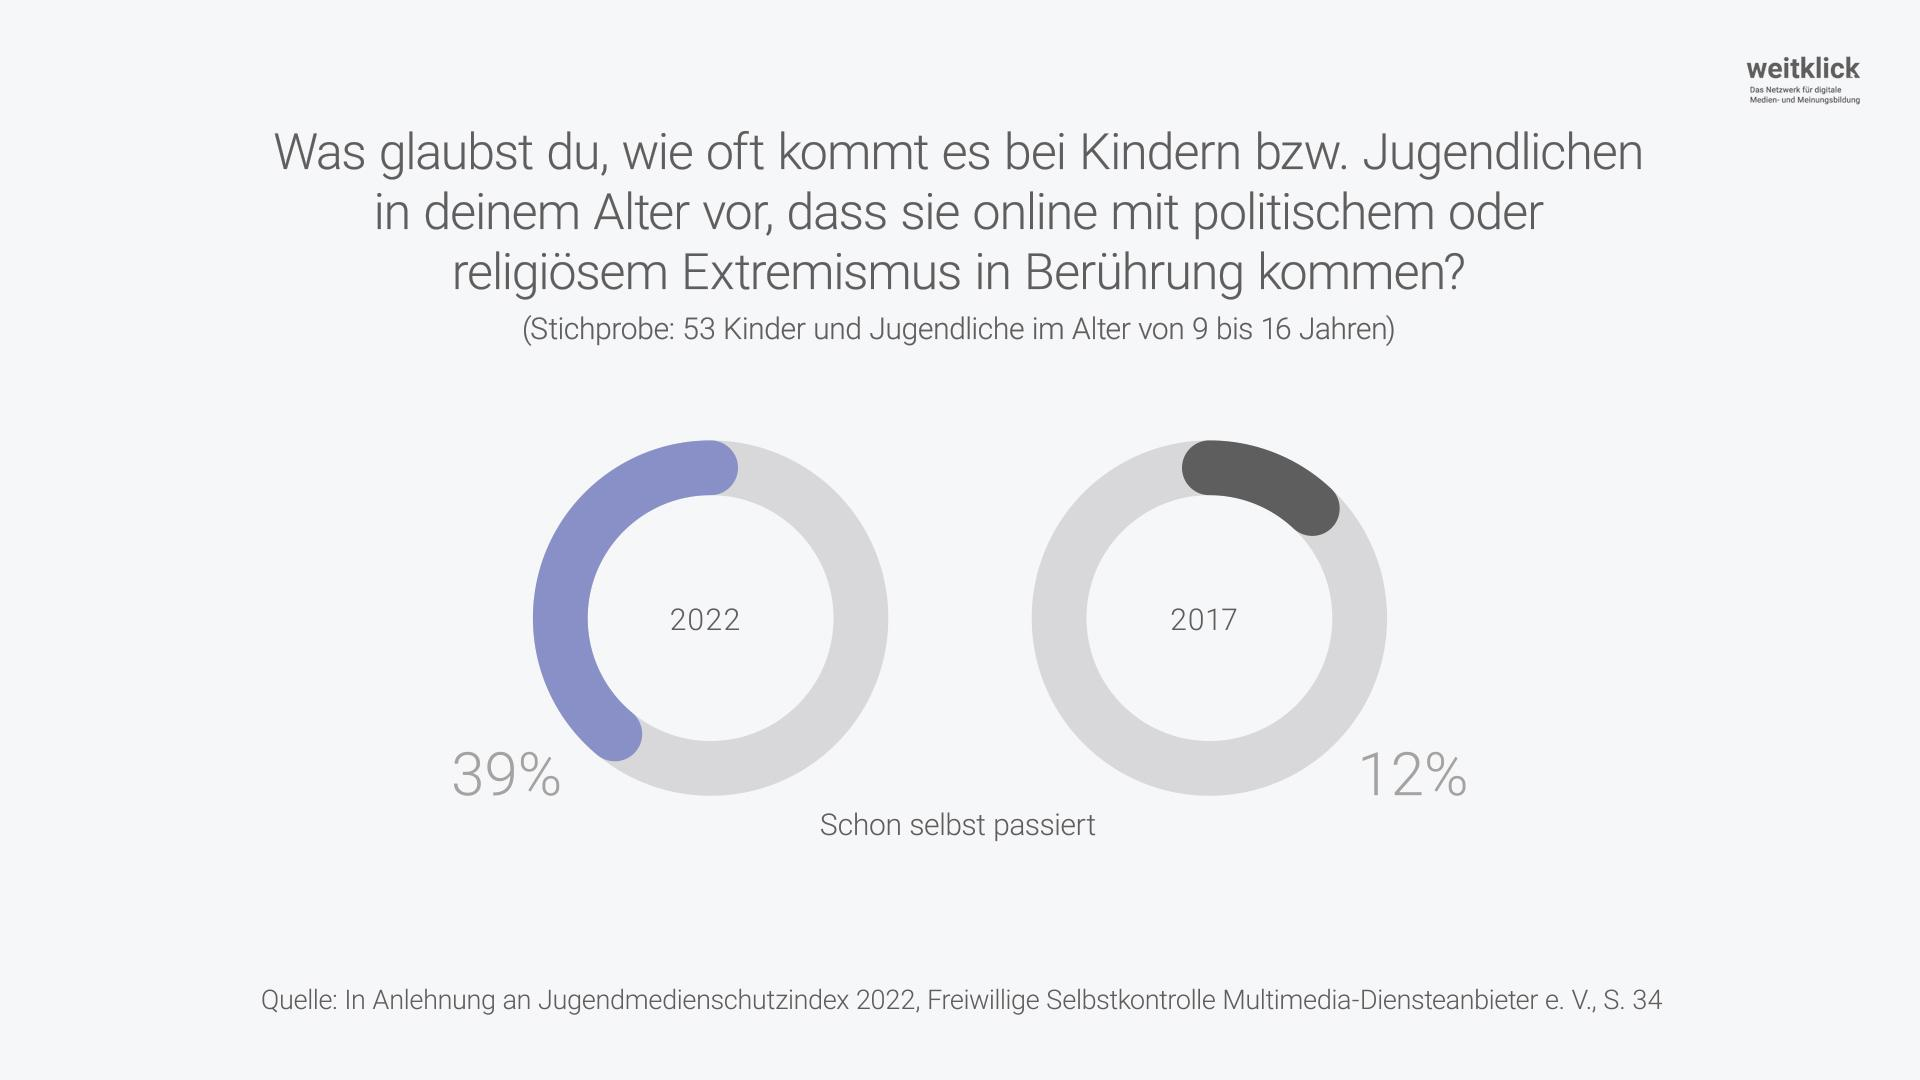 weitklick
Das Netzwerk für digitale
Medien- und Meinungsbildung
Was glaubst du, wie oft kommt es bei Kindern bzw. Jugendlichen
in deinem Alter vor, dass sie online mit politischem oder
religiösem Extremismus in Berührung kommen?
(Stichprobe: 53 Kinder und Jugendliche im Alter von 9 bis 16 Jahren)
2022
2017
39%
12%
Schon selbst passiert
Quelle: In Anlehnung an Jugendmedienschutzindex 2022, Freiwillige Selbstkontrolle Multimedia-Diensteanbieter e. V., S. 34